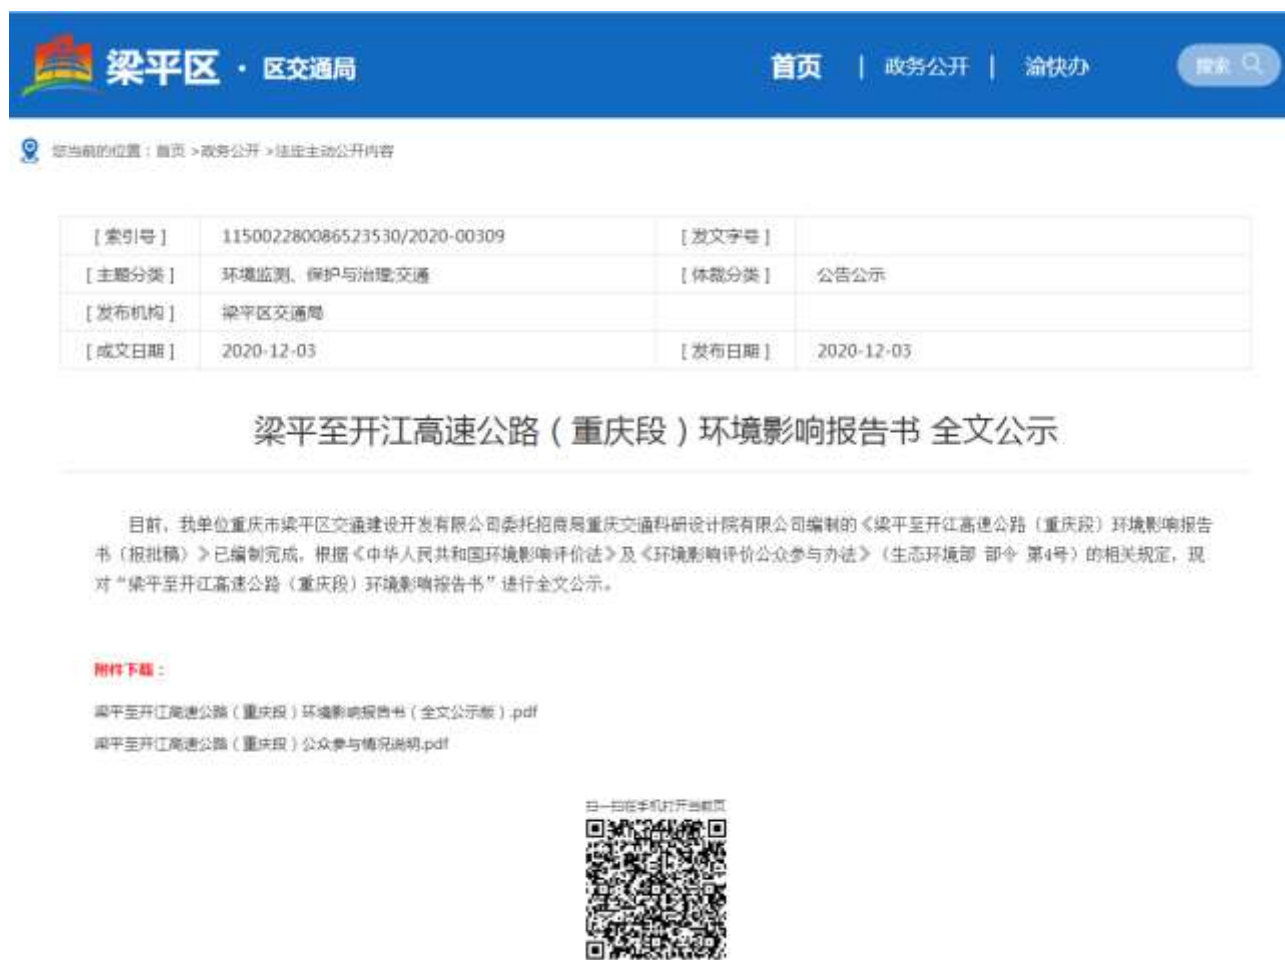 梁平区 · 区交通局 首页 | 政务公开 | 渝快办 搜索
您当前的位置：首页 >政务公开 >法定主动公开内容
[ 索引号 ] 115002280086523530/2020-00309 [ 发文字号 ]
[ 主题分类 ] 环境监测、保护与治理;交通 [ 体裁分类 ] 公告公示
[ 发布机构 ] 梁平区交通局
[ 成文日期 ] 2020-12-03 [ 发布日期 ] 2020-12-03
梁平至开江高速公路（重庆段）环境影响报告书 全文公示
目前，我单位重庆市梁平区交通建设开发有限公司委托招商局重庆交通科研设计院有限公司编制的《梁平至开江高速公路（重庆段）环境影响报告
书（报批稿）》已编制完成，根据《中华人民共和国环境影响评价法》及《环境影响评价公众参与办法》（生态环境部 部令 第4号）的相关规定，现
对“梁平至开江高速公路（重庆段）环境影响报告书”进行全文公示。
附件下载：
梁平至开江高速公路（重庆段）环境影响报告书（全文公示版）.pdf
梁平至开江高速公路（重庆段）公众参与情况说明.pdf
扫一扫在手机打开当前页